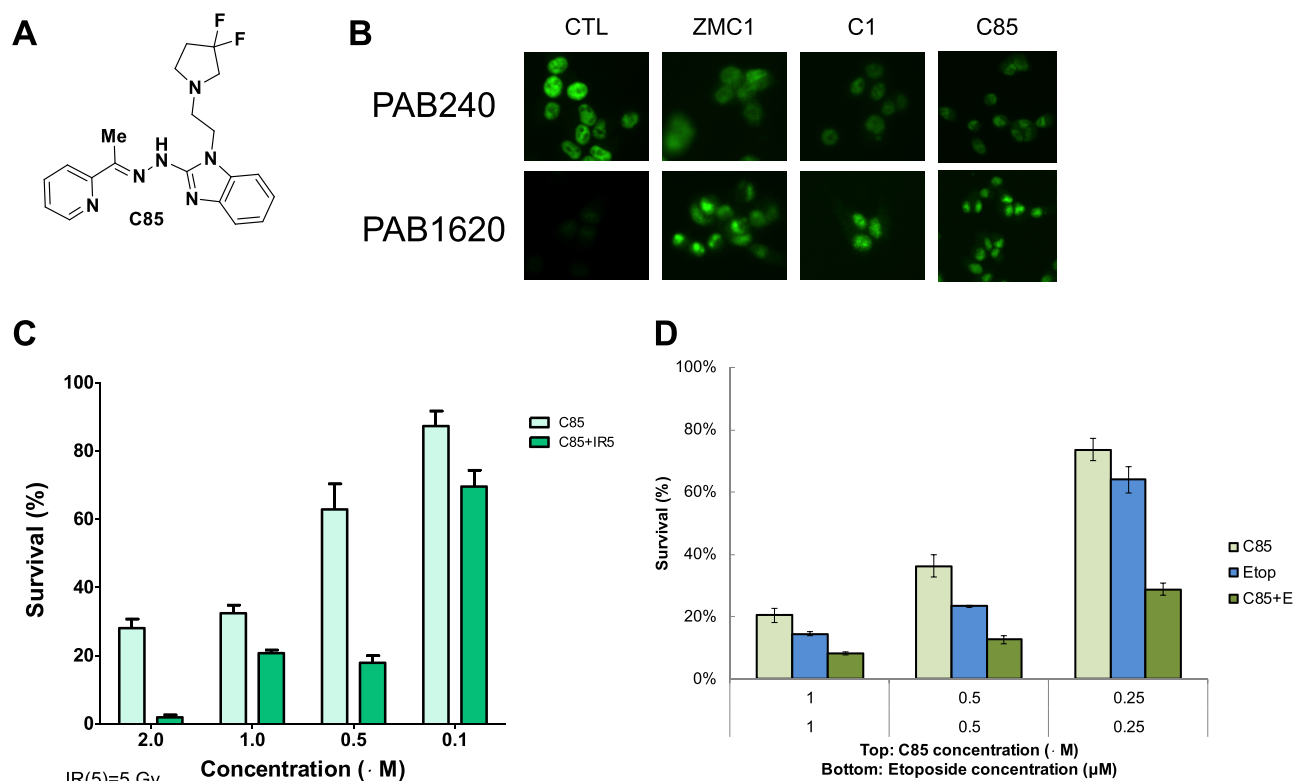 A
F
F
N
Me
H
N
N
N
N
N
C85
B
CTL ZMC1 C1 C85
PAB240
PAB1620
C
100
80
60
40
20
0
Survival (%)
2.0 1.0 0.5 0.1
IR(5)=5 Gy
Concentration (· M)
C85
C85+IR5
D
100%
80%
60%
40%
20%
0%
Survival (%)
1 0.5 0.25
1 0.5 0.25
Top: C85 concentration (· M)
Bottom: Etoposide concentration (µM)
C85
Etop
C85+E